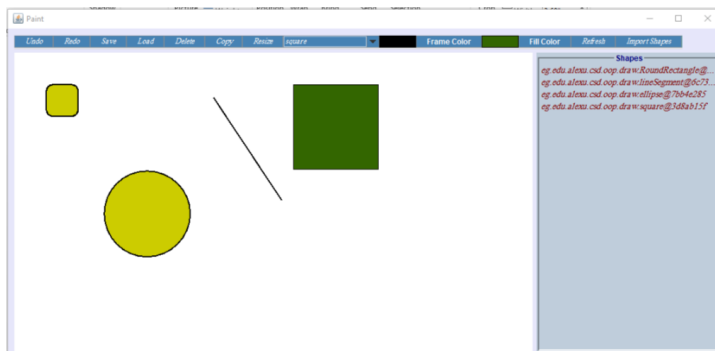 Paint
Undo Redo Save Load Delete Copy Resize square Frame Color Fill Color Refresh Import Shapes
Shapes
eg.edu.alexu.csd.oop.draw.RoundRectangle@...
eg.edu.alexu.csd.oop.draw.lineSegment@6c73...
eg.edu.alexu.csd.oop.draw.ellipse@7bb4e285
eg.edu.alexu.csd.oop.draw.square@3d8ab15f